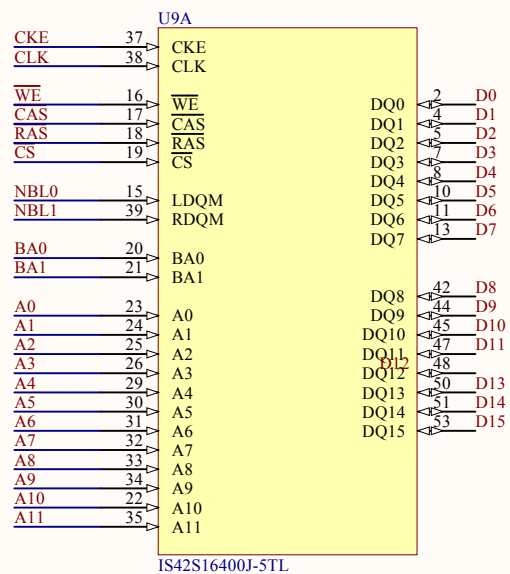 U9A
CKE 37 CKE
CLK 38 CLK
WE 16 WE DQ0 2 D0
CAS 17 CAS DQ1 4 D1
RAS 18 RAS DQ2 5 D2
CS 19 CS DQ3 7 D3
DQ4 8 D4
NBL0 15 LDQM DQ5 10 D5
NBL1 39 RDQM DQ6 11 D6
DQ7 13 D7
BA0 20 BA0
BA1 21 BA1
DQ8 42 D8
A0 23 A0 DQ9 44 D9
A1 24 A1 DQ10 45 D10
A2 25 A2 DQ11 47 D11
A3 26 A3 D12 DQ12 48
A4 29 A4 DQ13 50 D13
A5 30 A5 DQ14 51 D14
A6 31 A6 DQ15 53 D15
A7 32 A7
A8 33 A8
A9 34 A9
A10 22 A10
A11 35 A11
IS42S16400J-5TL